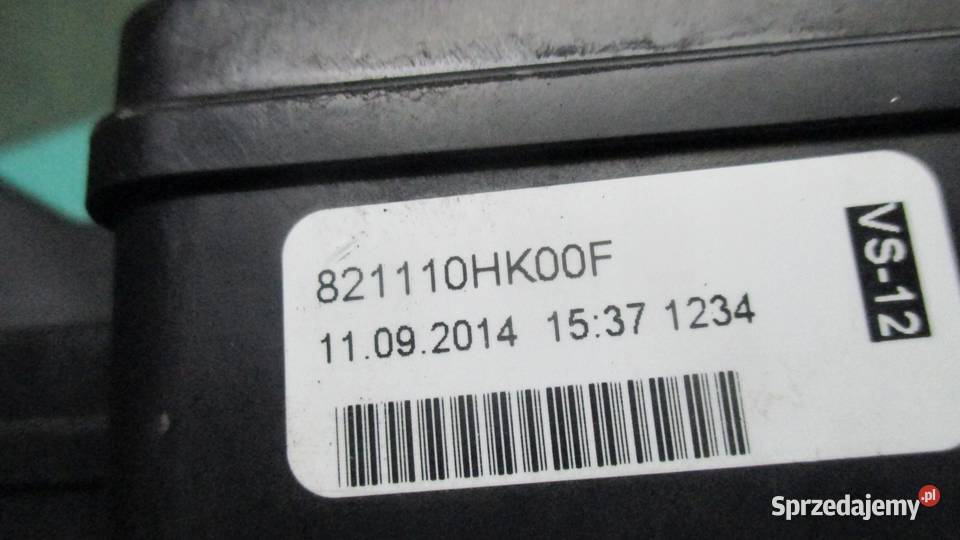 821110HK00F
11.09.2014 15:37 1234
VS-12
Sprzedajemy.pl